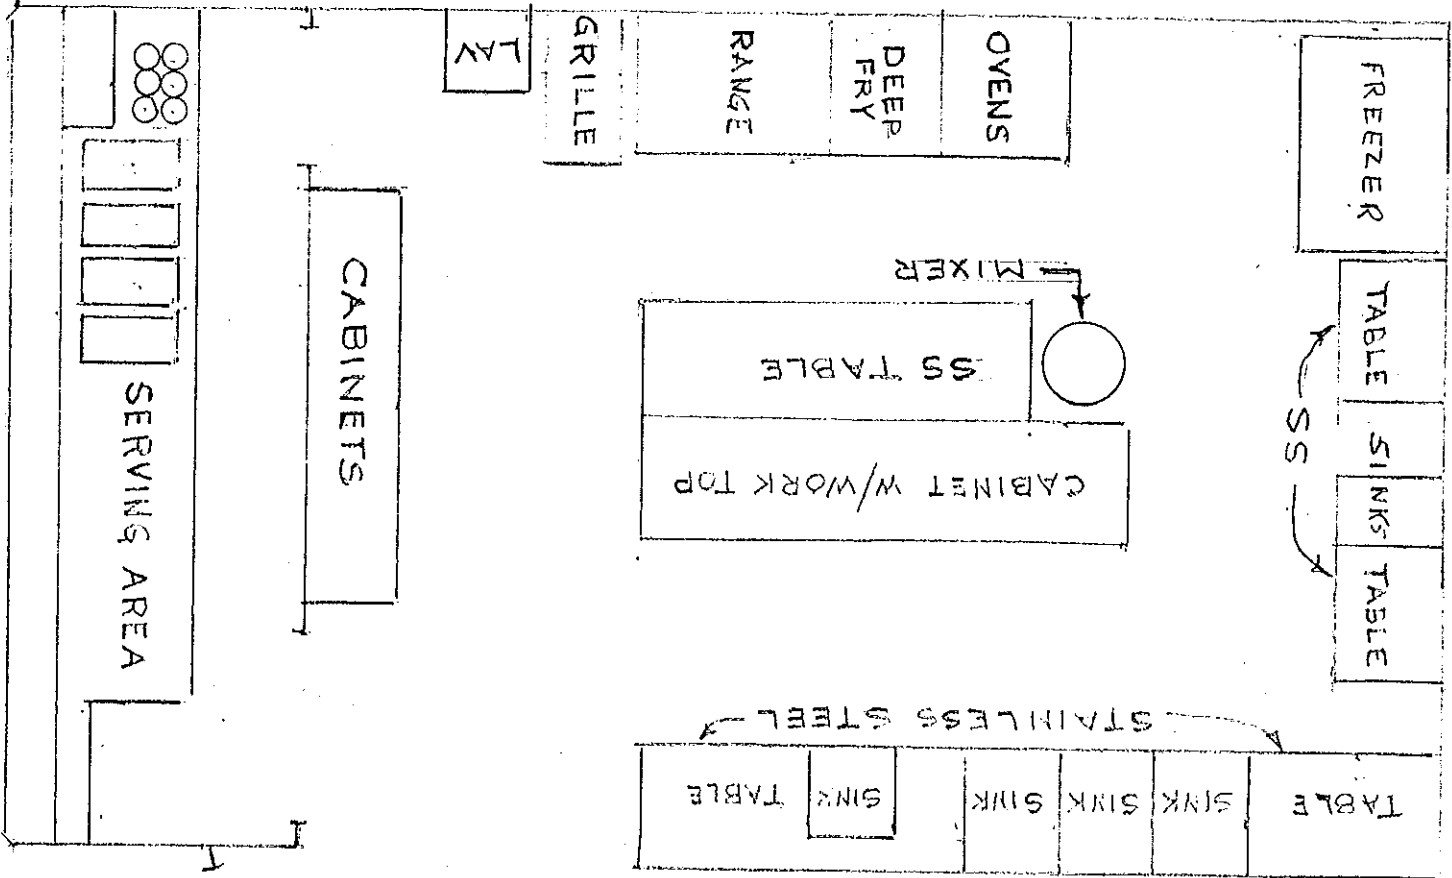 LAV
GRILLE
RANGE
DEEP
FRY
OVENS
FREEZER
MIXER
SS TABLE
CABINET W/WORK TOP
CABINETS
SERVING AREA
TABLE
SINKS
TABLE
SS
STAINLESS STEEL
TABLE
SINK
SINK
SINK
SINK
TABLE